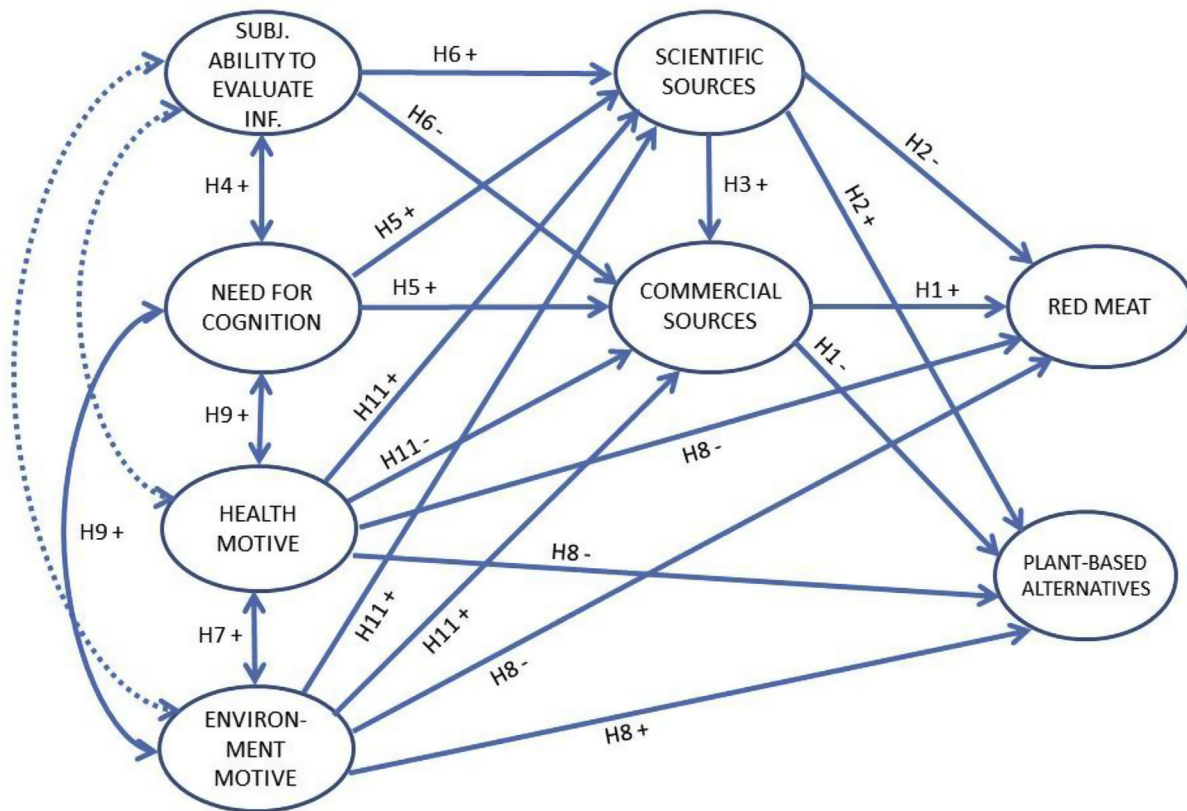 SUBJ.
ABILITY TO
EVALUATE
INF.
H6 +
SCIENTIFIC
SOURCES
H6 -
H2 -
H4 +
H3 +
H2 +
H5 +
NEED FOR
COGNITION
H5 +
COMMERCIAL
SOURCES
H1 +
RED MEAT
H1 -
H9 +
H11 +
H11 -
H8 -
HEALTH
MOTIVE
H9 +
H8 -
PLANT-BASED
ALTERNATIVES
H7 +
H11 +
H11 +
H8 -
ENVIRON-
MENT
MOTIVE
H8 +